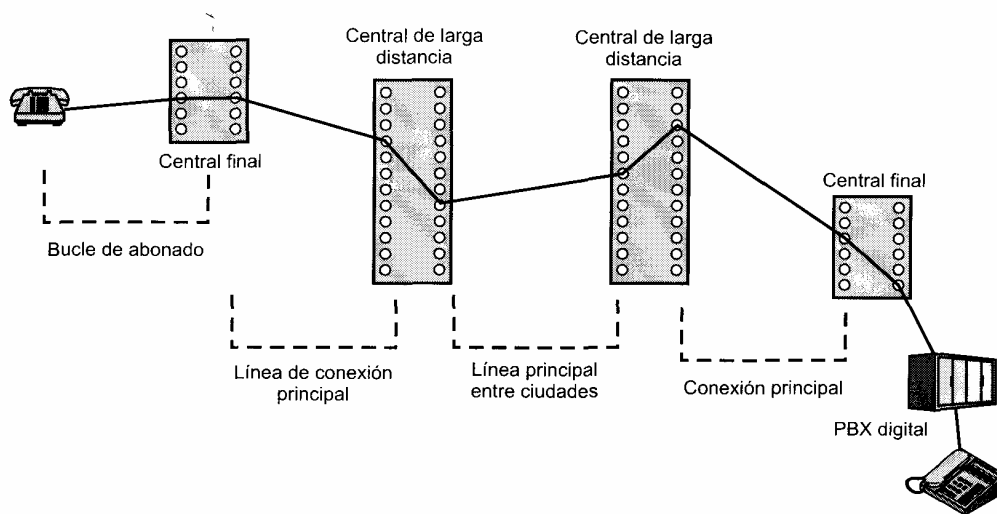 Central de larga
distancia
Central de larga
distancia
Central final
Central final
Bucle de abonado
Línea de conexión
principal
Línea principal
entre ciudades
Conexión principal
PBX digital